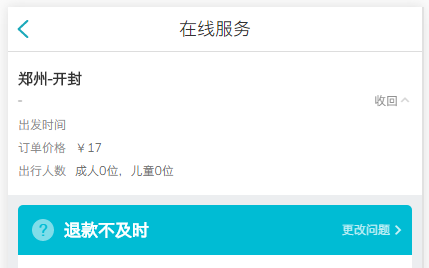 在线服务
郑州-开封
-
收回
出发时间
订单价格 ￥17
出行人数 成人0位，儿童0位
? 退款不及时 更改问题